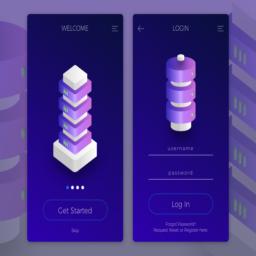 WELCOME
Get Started
Skip
LOGIN
username
password
Log In
Forgot Password?
Request Reset or Register Here